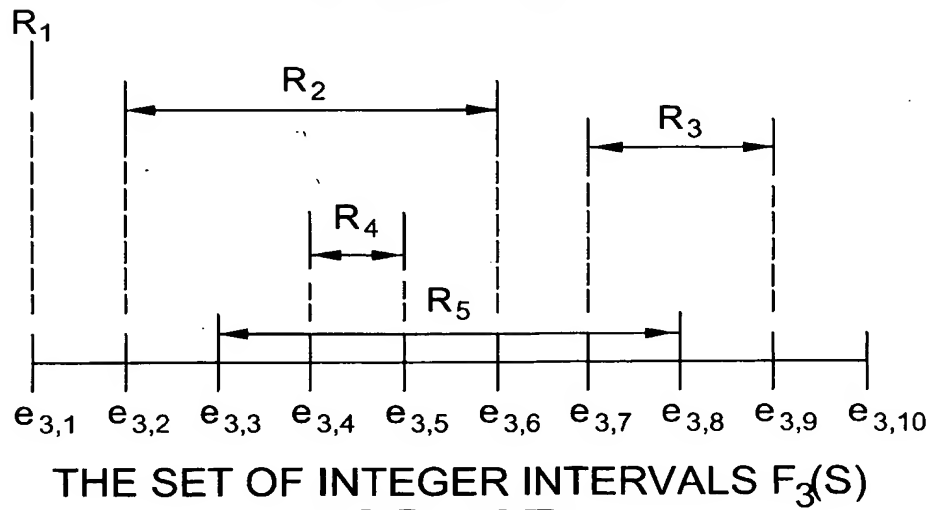 R1
R2
R3
R4
R5
e3,1 e3,2 e3,3 e3,4 e3,5 e3,6 e3,7 e3,8 e3,9 e3,10
THE SET OF INTEGER INTERVALS F3(S)